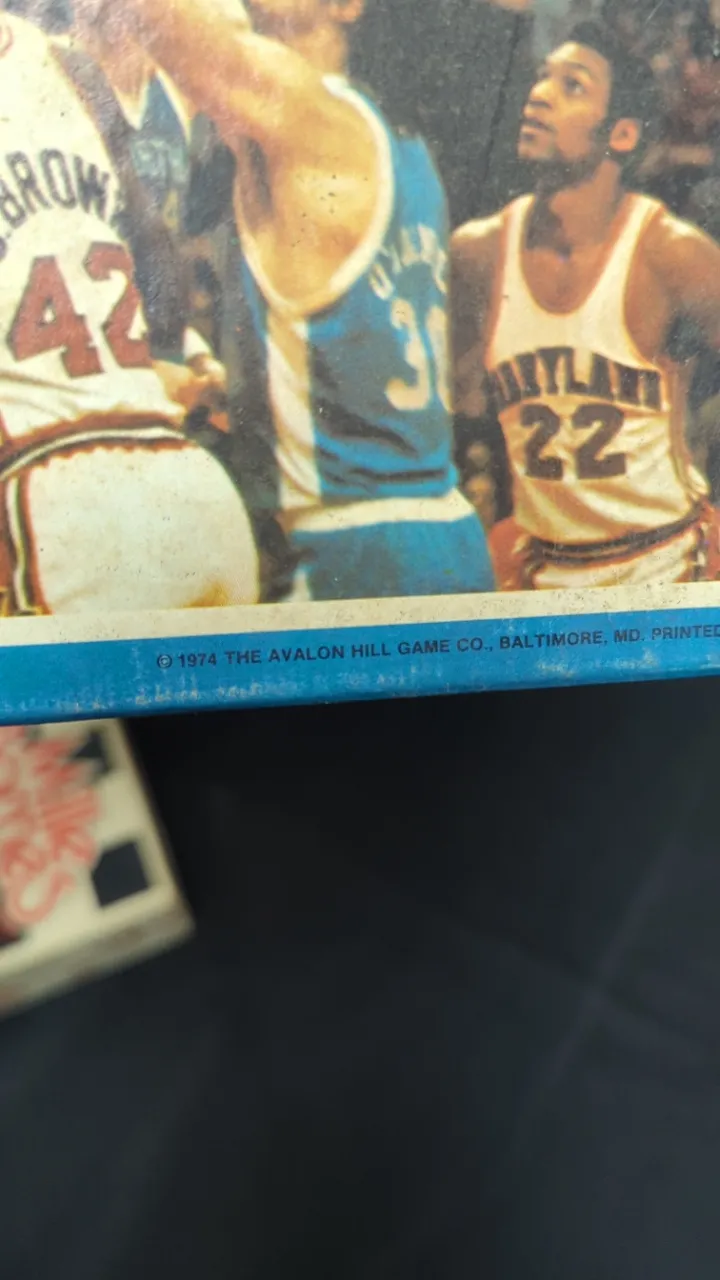 .BROWN
42
30
MARYLAND
22
© 1974 THE AVALON HILL GAME CO., BALTIMORE, MD. PRINTED